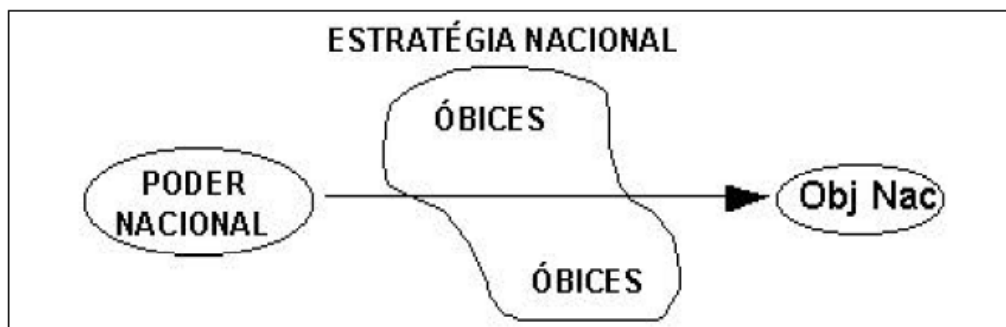 ESTRATÉGIA NACIONAL
ÓBICES
PODER
NACIONAL
Obj Nac
ÓBICES